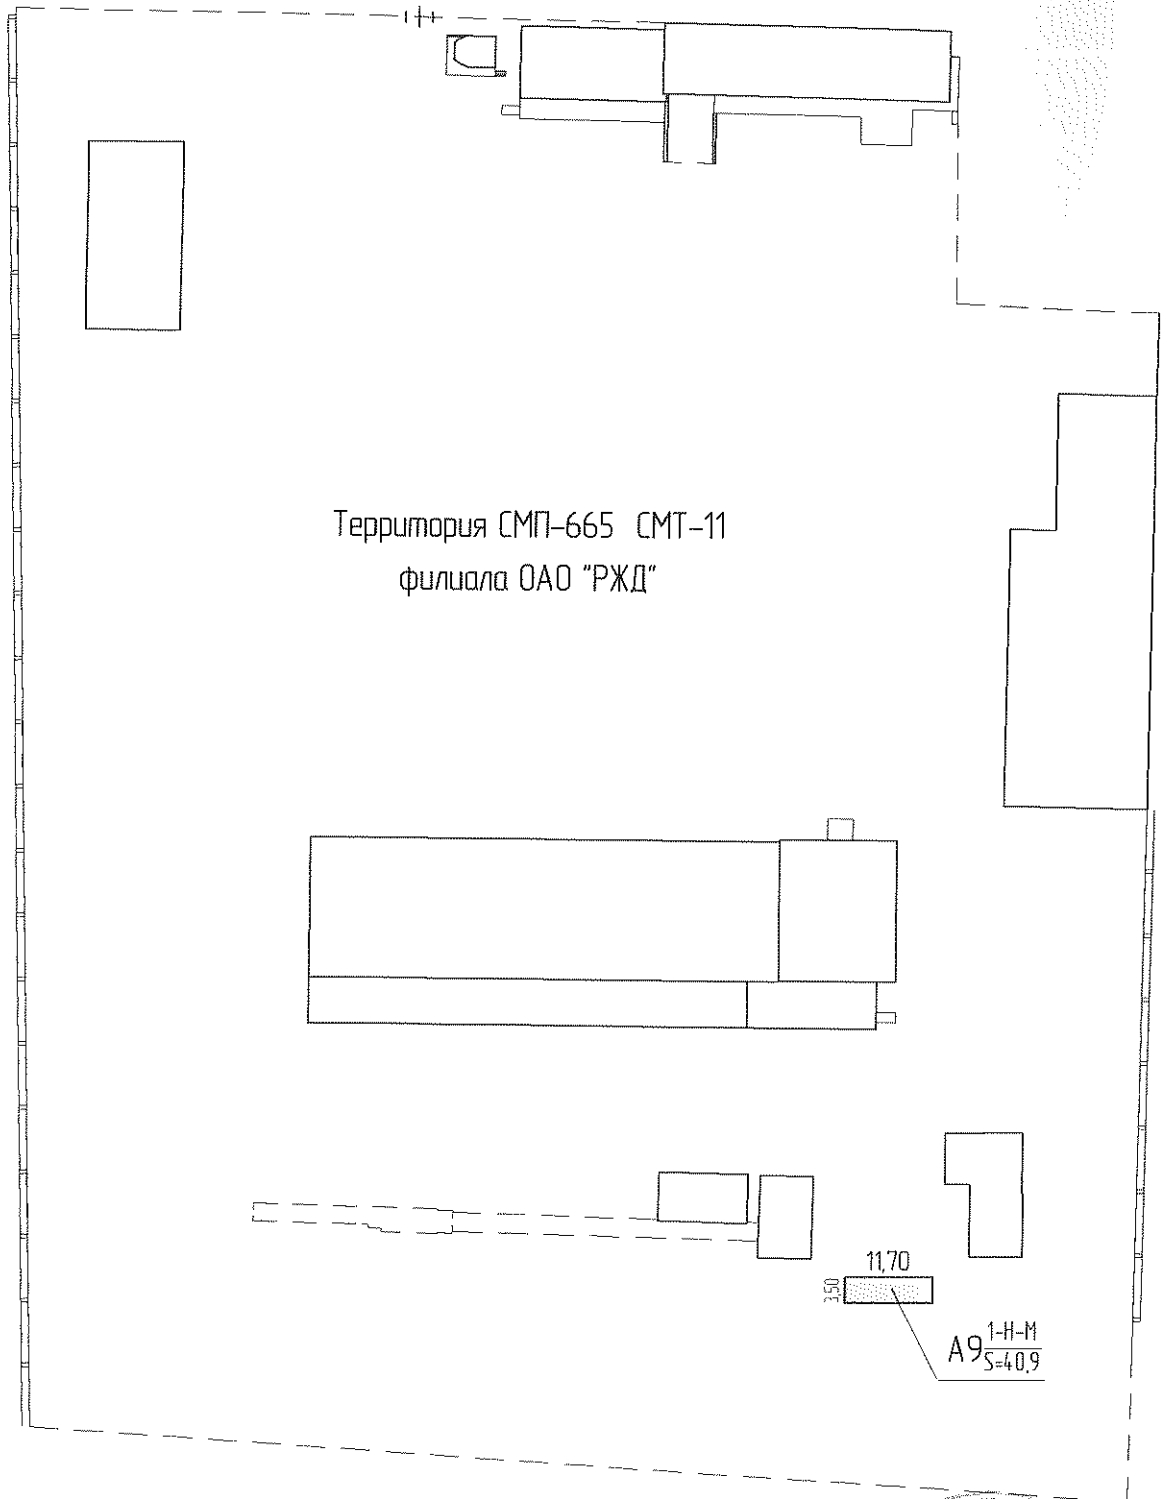 Территория СМП-665 СМТ-11
филиала ОАО "РЖД"
11,70
3,50
А9 1-Н-М
S=40,9